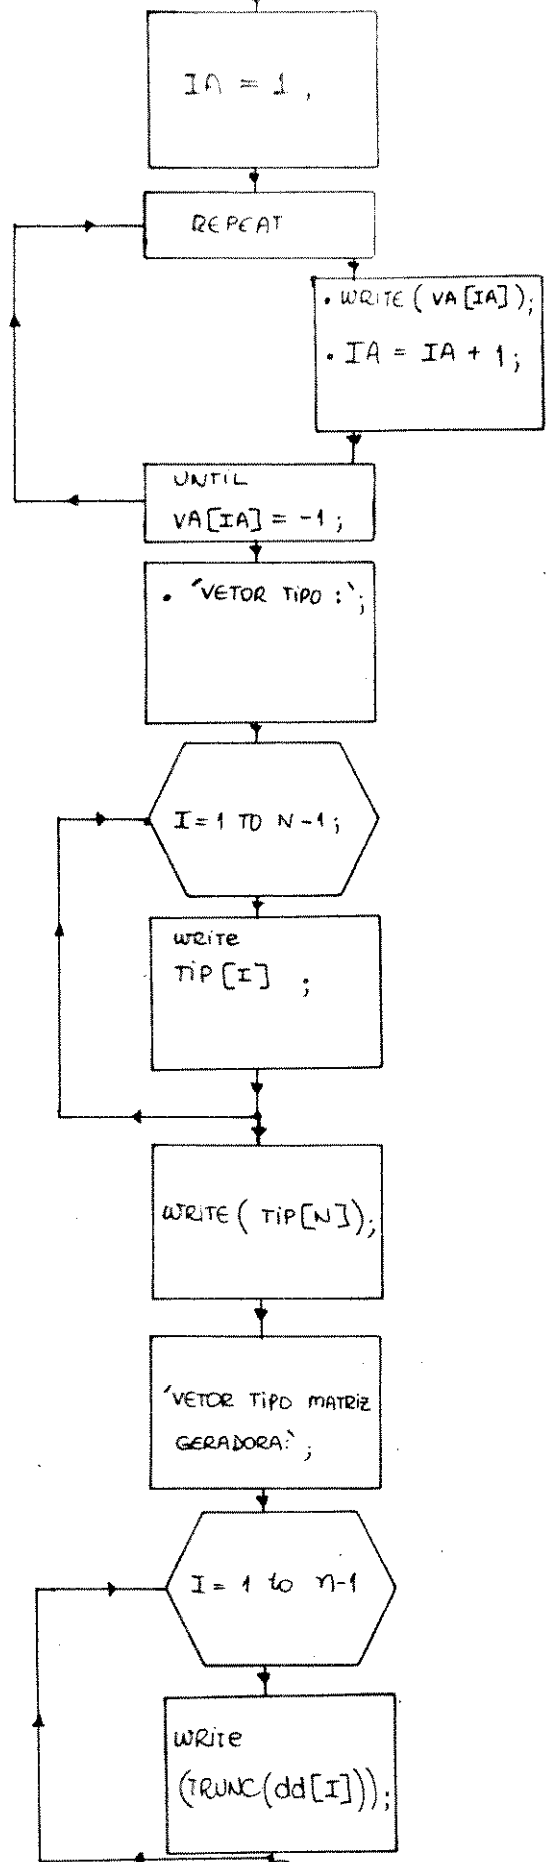 IA = 1 ,
REPEAT
• WRITE ( VA [IA] );
• IA = IA + 1 ;
UNTIL
VA [IA] = -1 ;
• 'VETOR TIPO :`;
I = 1 TO N - 1 ;
WRITE
TIP [I] ;
WRITE ( TIP [N] );
'VETOR TIPO MATRIZ
GERADORA:`;
I = 1 to n-1
WRITE
(TRUNC(dd[I]));